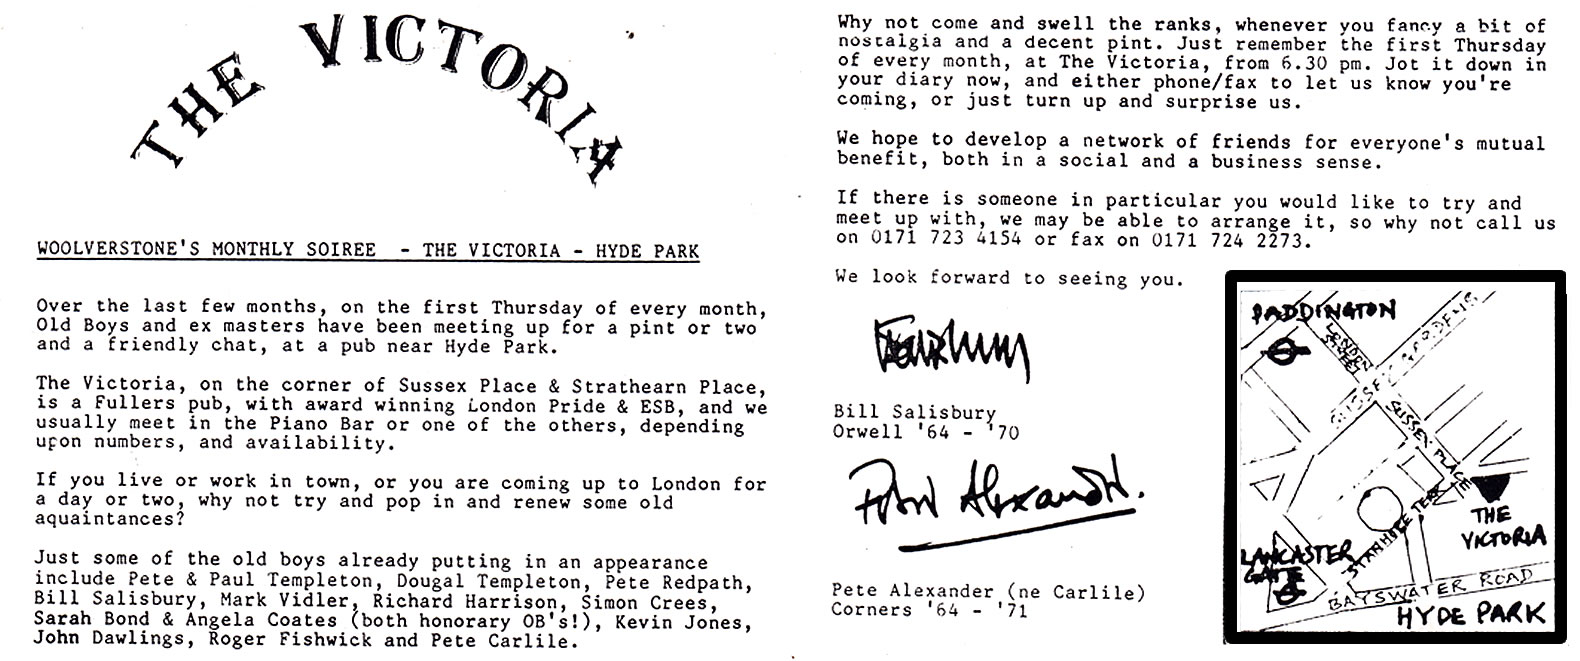 THE VICTORIA
WOOLVERSTONE'S MONTHLY SOIREE - THE VICTORIA - HYDE PARK
Over the last few months, on the first Thursday of every month,
Old Boys and ex masters have been meeting up for a pint or two
and a friendly chat, at a pub near Hyde Park.
The Victoria, on the corner of Sussex Place & Strathearn Place,
is a Fullers pub, with award winning London Pride & ESB, and we
usually meet in the Piano Bar or one of the others, depending
upon numbers, and availability.
If you live or work in town, or you are coming up to London for
a day or two, why not try and pop in and renew some old
aquaintances?
Just some of the old boys already putting in an appearance
include Pete & Paul Templeton, Dougal Templeton, Pete Redpath,
Bill Salisbury, Mark Vidler, Richard Harrison, Simon Crees,
Sarah Bond & Angela Coates (both honorary OB's!), Kevin Jones,
John Dawlings, Roger Fishwick and Pete Carlile.
Why not come and swell the ranks, whenever you fancy a bit of
nostalgia and a decent pint. Just remember the first Thursday
of every month, at The Victoria, from 6.30 pm. Jot it down in
your diary now, and either phone/fax to let us know you're
coming, or just turn up and surprise us.
We hope to develop a network of friends for everyone's mutual
benefit, both in a social and a business sense.
If there is someone in particular you would like to try and
meet up with, we may be able to arrange it, so why not call us
on 0171 723 4154 or fax on 0171 724 2273.
We look forward to seeing you.
Bill Salisbury
Orwell '64 - '70
Alexander.
Pete Alexander (ne Carlile)
Corners '64 - '71
PADDINGTON
LONDON
STREET
SUSSEX GARDENS
SUSSEX PLACE
STANHOPE TERR
THE
VICTORIA
LANCASTER
GATE
BAYSWATER ROAD
HYDE PARK